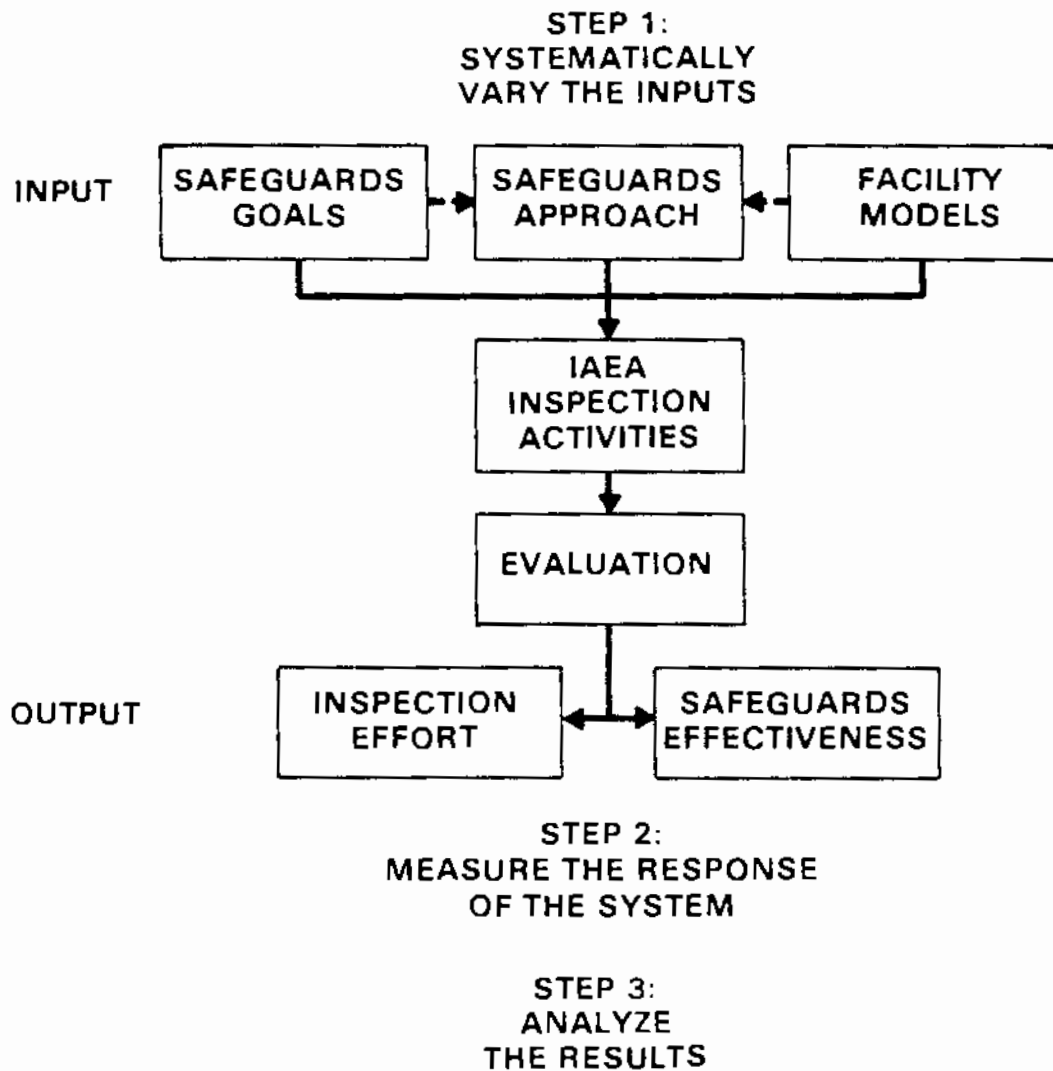 STEP 1:
SYSTEMATICALLY
VARY THE INPUTS
INPUT
SAFEGUARDS
GOALS
SAFEGUARDS
APPROACH
FACILITY
MODELS
IAEA
INSPECTION
ACTIVITIES
EVALUATION
OUTPUT
INSPECTION
EFFORT
SAFEGUARDS
EFFECTIVENESS
STEP 2:
MEASURE THE RESPONSE
OF THE SYSTEM
STEP 3:
ANALYZE
THE RESULTS